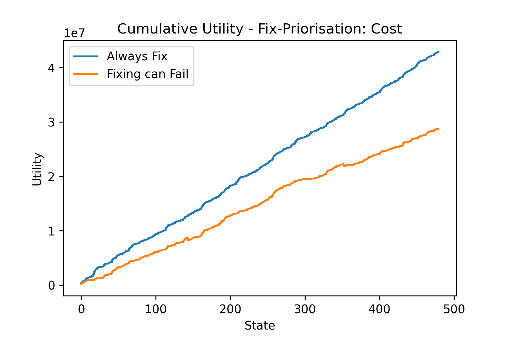 Cumulative Utility - Fix-Priorisation: Cost
1e7
Always Fix
Fixing can Fail
4
3
2
1
0
Utility
0 100 200 300 400 500
State